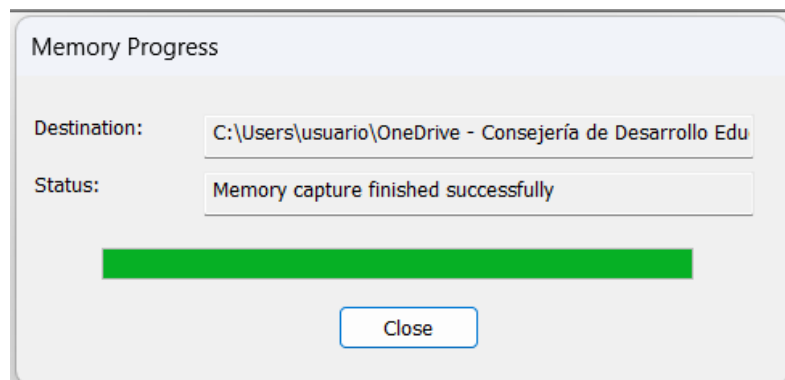 Memory Progress
Destination: C:\Users\usuario\OneDrive - Consejería de Desarrollo Edu
Status: Memory capture finished successfully
Close